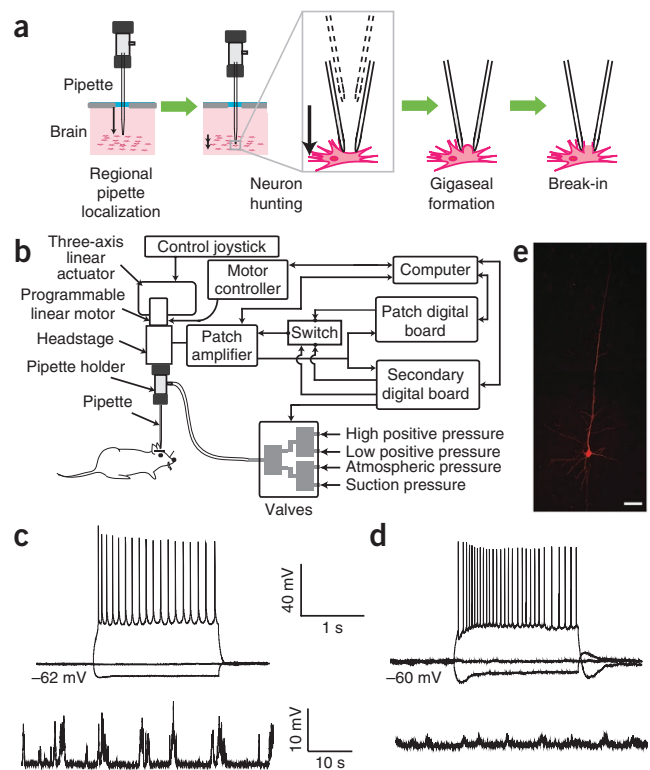 a
Pipette
Brain
Regional
pipette
localization
Neuron
hunting
Gigaseal
formation
Break-in
b
Three-axis
linear
actuator
Programmable
linear motor
Headstage
Pipette holder
Pipette
Control joystick
Motor
controller
Computer
Patch
amplifier
Switch
Patch digital
board
Secondary
digital board
High positive pressure
Low positive pressure
Atmospheric pressure
Suction pressure
Valves
e
c
40 mV
1 s
–62 mV
10 mV
10 s
d
–60 mV